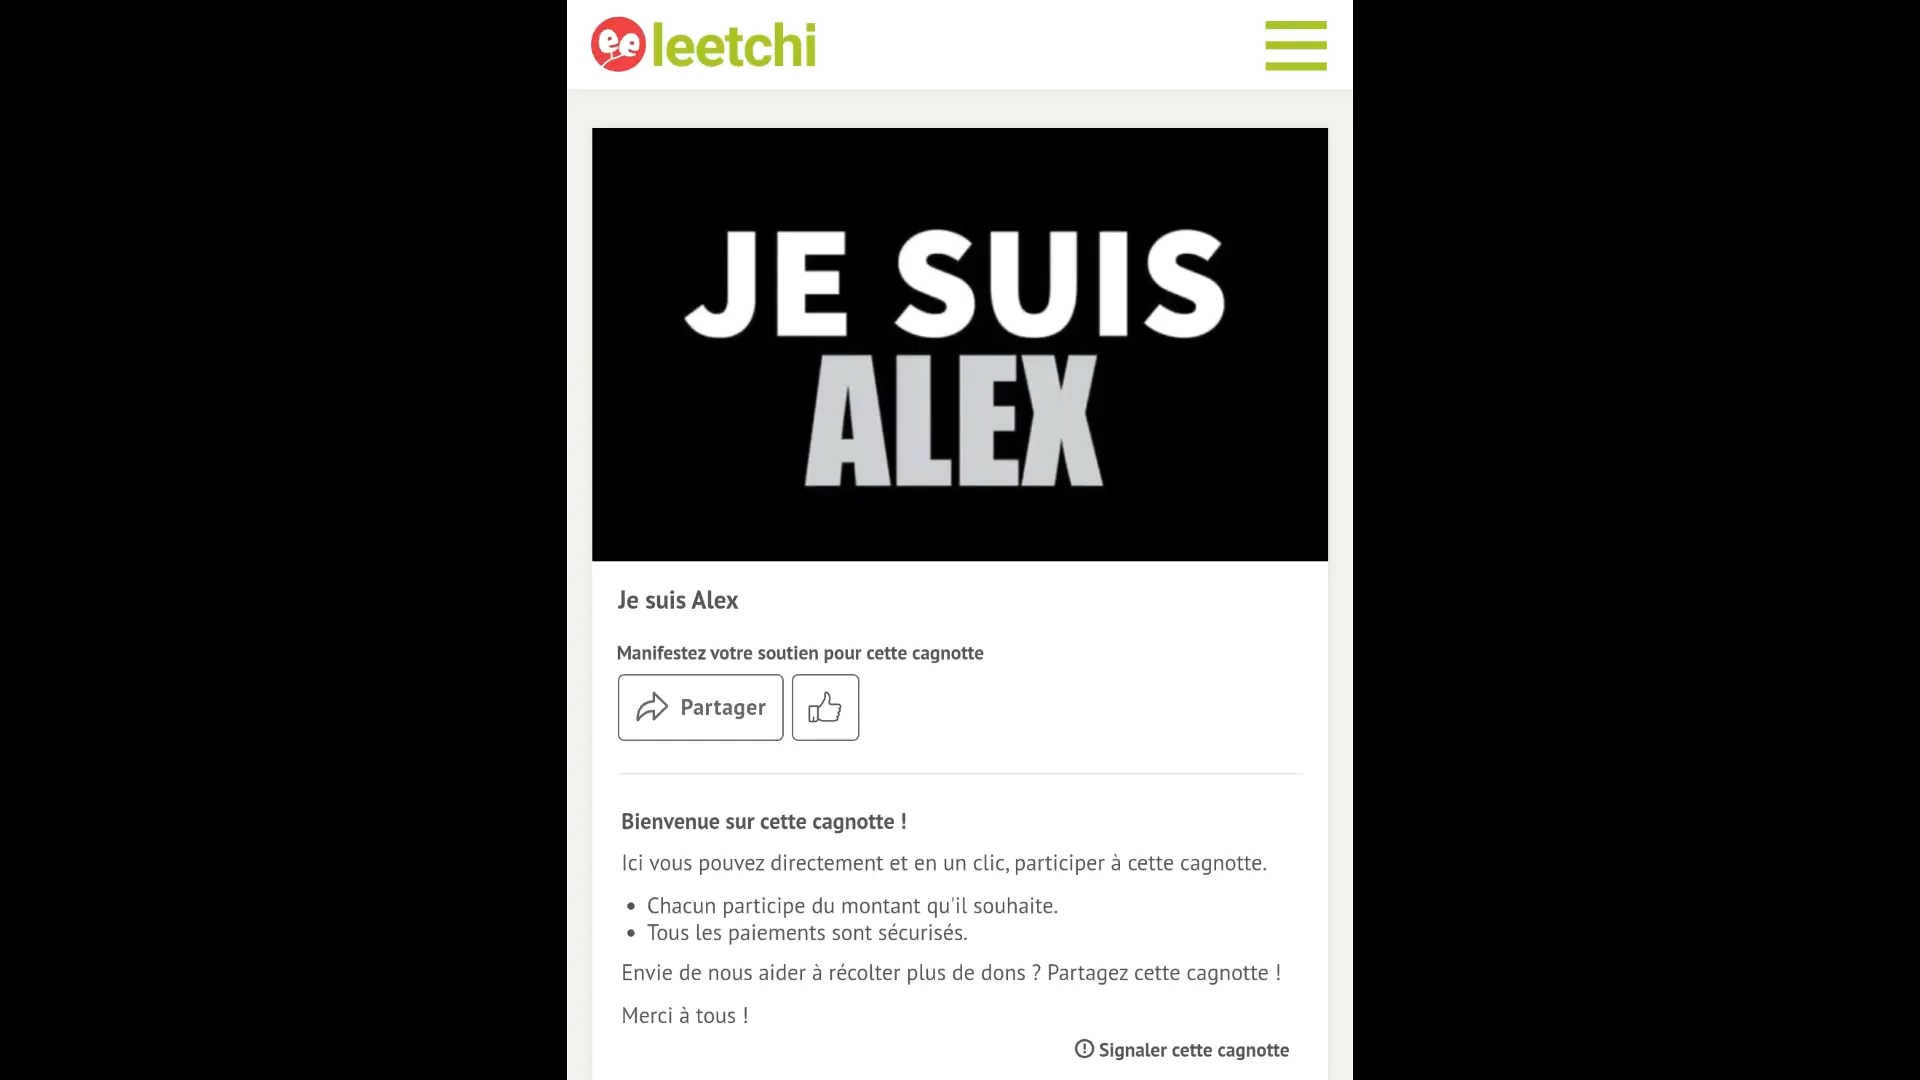 leetchi
JE SUIS
ALEX
Je suis Alex
Manifestez votre soutien pour cette cagnotte
Partager
Bienvenue sur cette cagnotte !
Ici vous pouvez directement et en un clic, participer à cette cagnotte.
• Chacun participe du montant qu'il souhaite.
• Tous les paiements sont sécurisés.
Envie de nous aider à récolter plus de dons ? Partagez cette cagnotte !
Merci à tous !
Signaler cette cagnotte